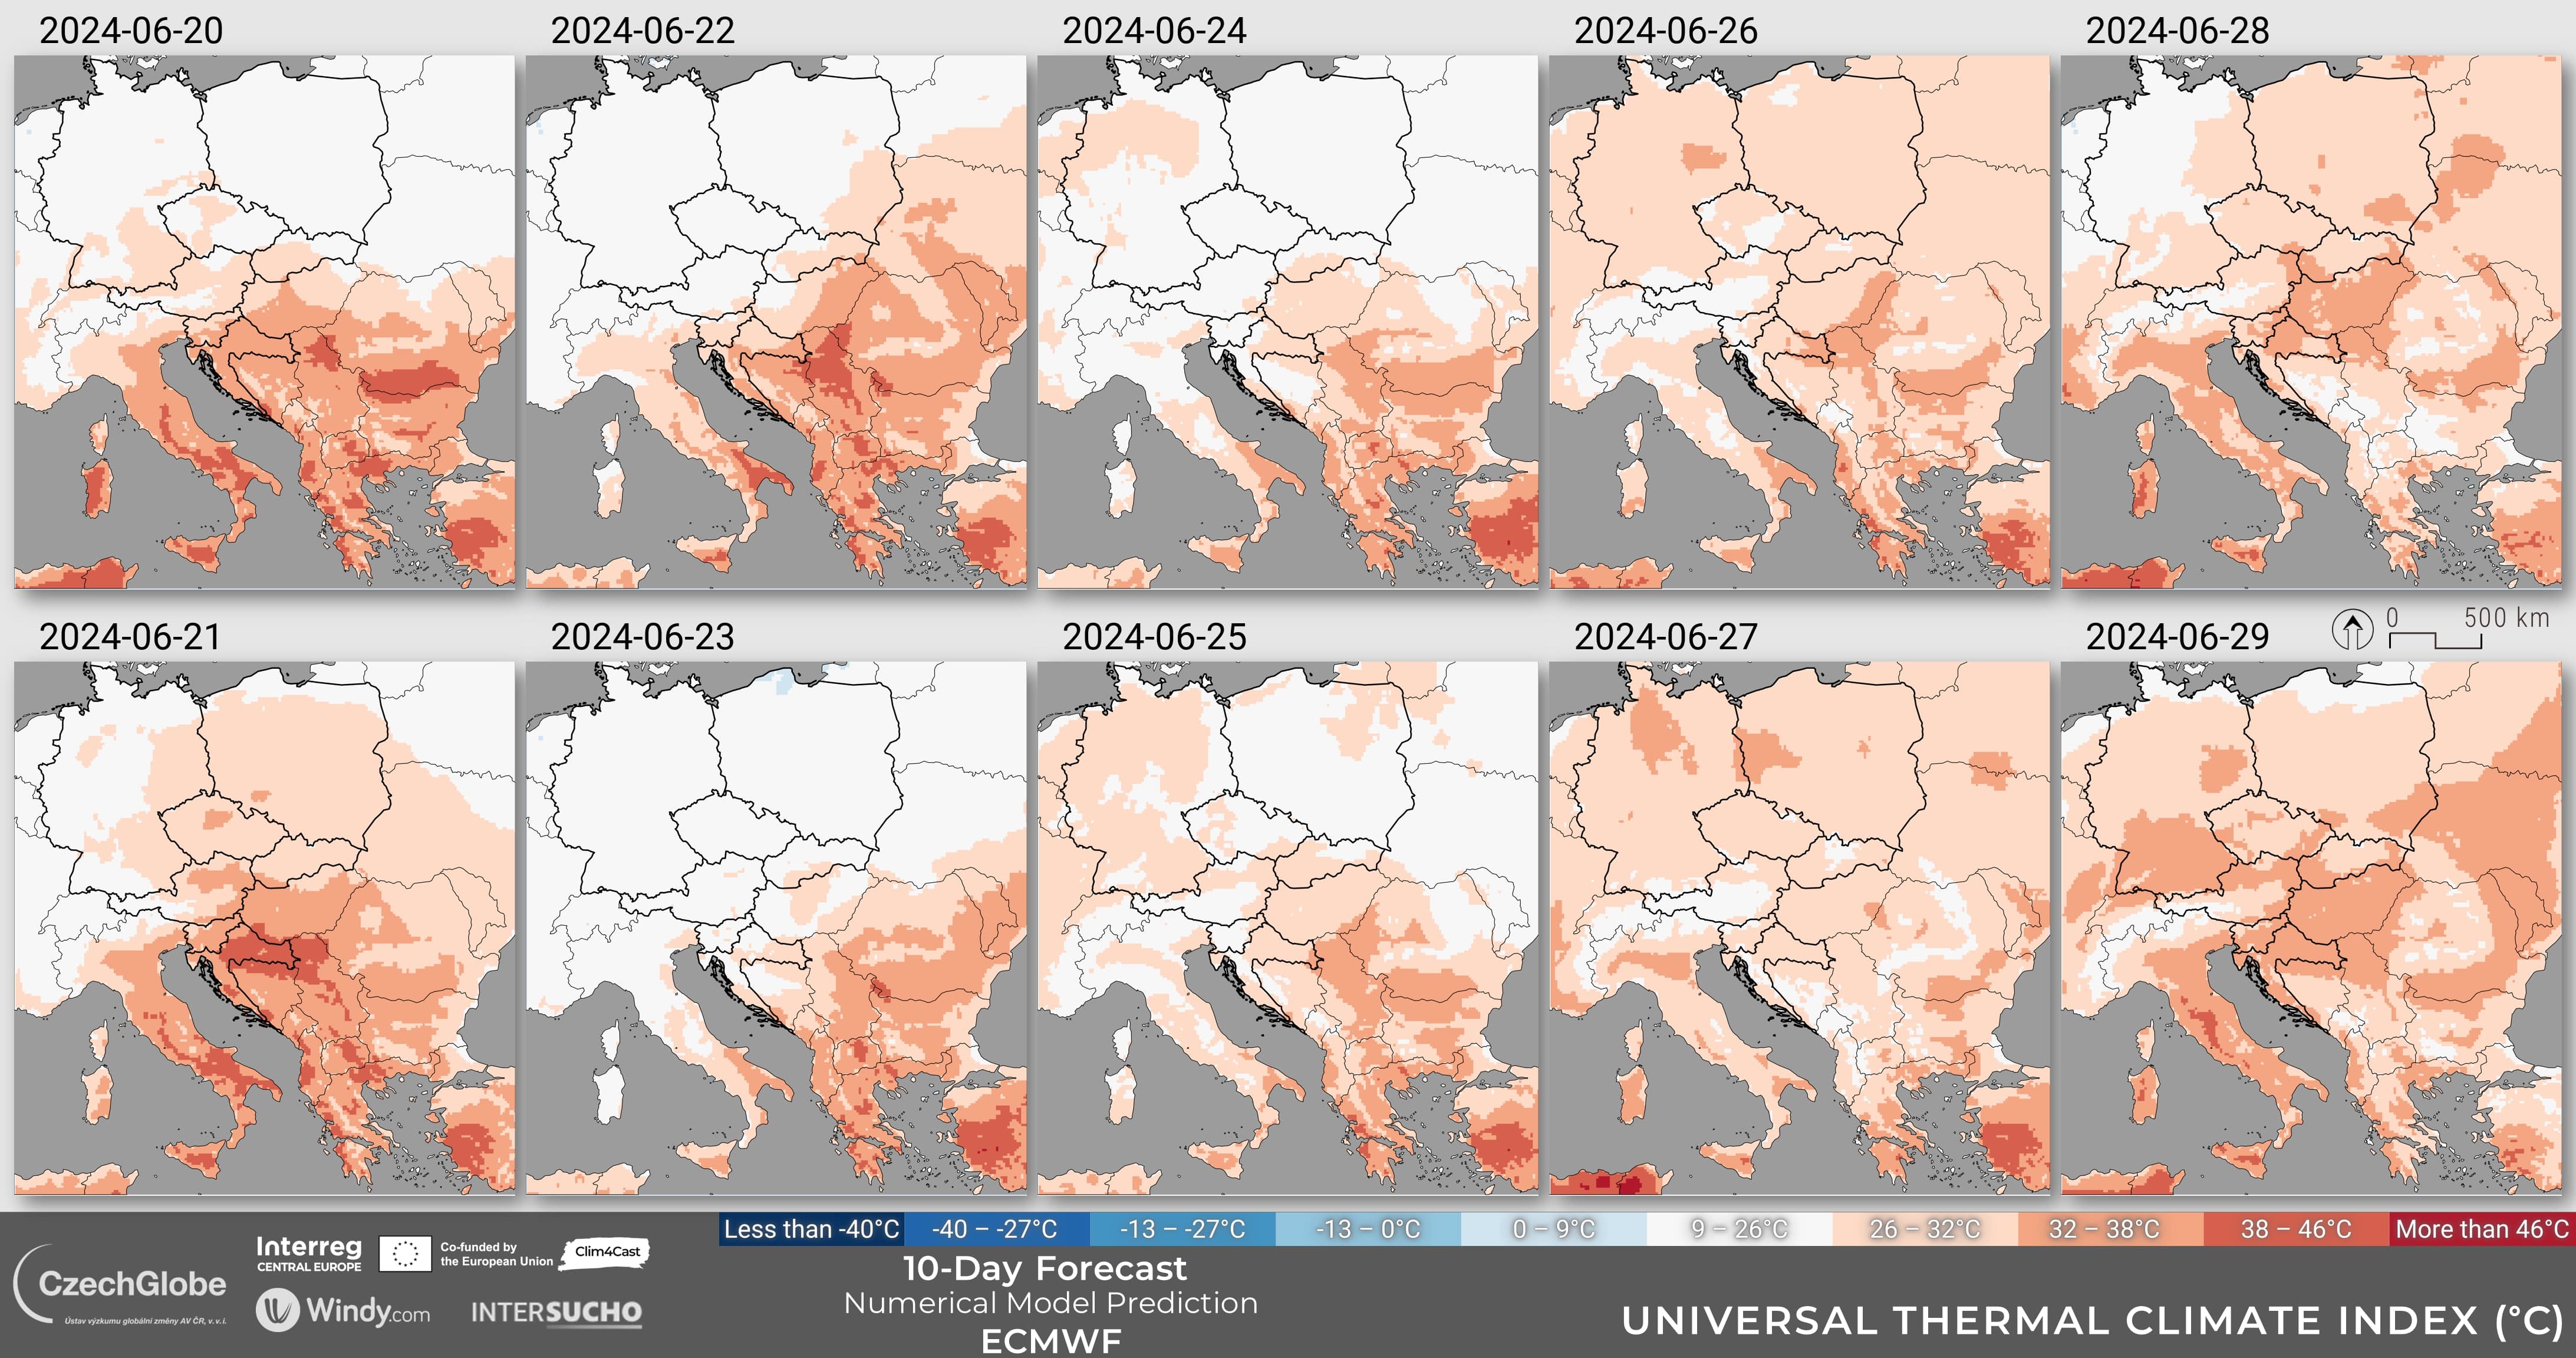 2024-06-20
2024-06-22
2024-06-24
2024-06-26
2024-06-28
0 500 km
2024-06-21
2024-06-23
2024-06-25
2024-06-27
2024-06-29
Less than -40°C
-40 – -27°C
-13 – -27°C
-13 – 0°C
0 – 9°C
9 – 26°C
26 – 32°C
32 – 38°C
38 – 46°C
More than 46°C
CzechGlobe
Ústav výzkumu globální změny AV ČR, v.v.i.
Interreg
CENTRAL EUROPE
Co-funded by
the European Union
Clim4Cast
Windy.com
INTERSUCHO
10-Day Forecast
Numerical Model Prediction
ECMWF
UNIVERSAL THERMAL CLIMATE INDEX (°C)